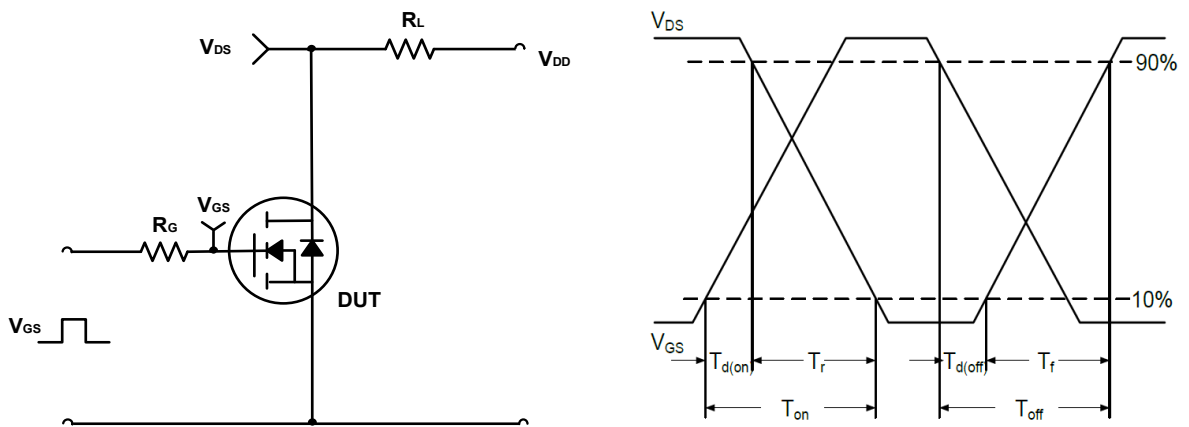 RL
VDS
VDD
VGS
RG
DUT
VGS
VDS
90%
10%
VGS
Td(on)
Tr
Td(off)
Tf
Ton
Toff